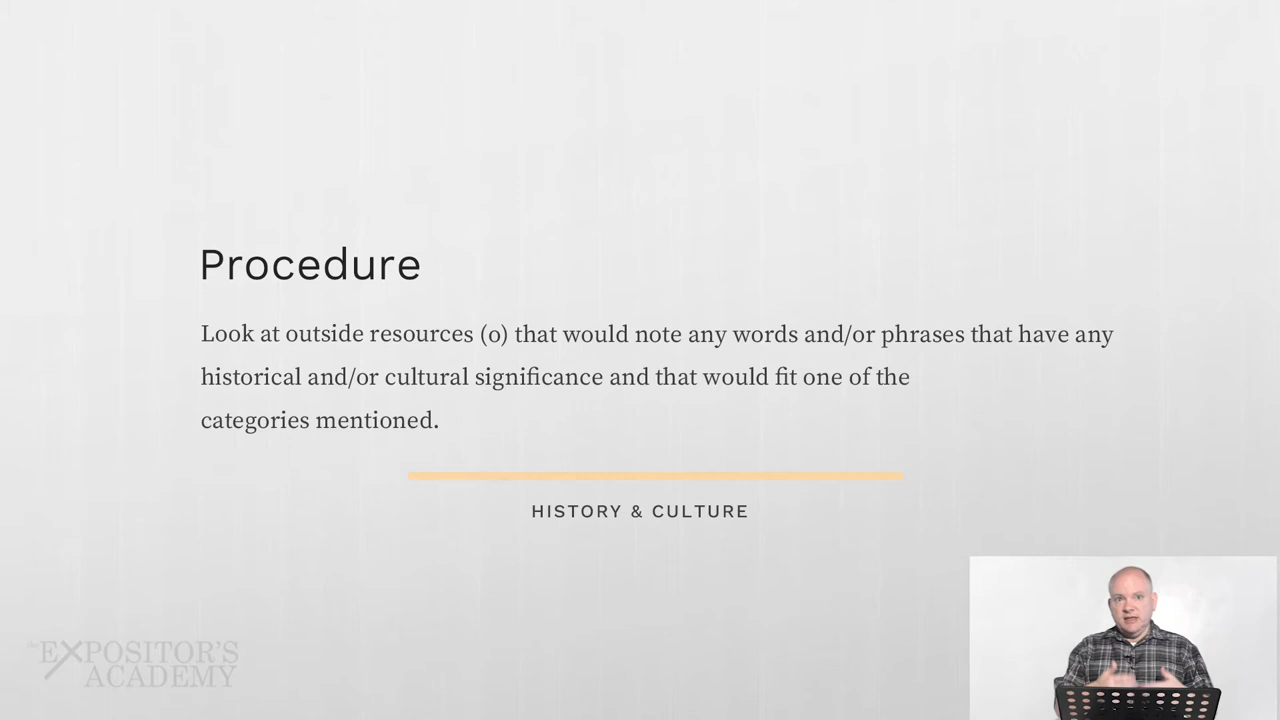 Procedure
Look at outside resources (o) that would note any words and/or phrases that have any
historical and/or cultural significance and that would fit one of the
categories mentioned.
HISTORY & CULTURE
the EXPOSITOR'S
ACADEMY